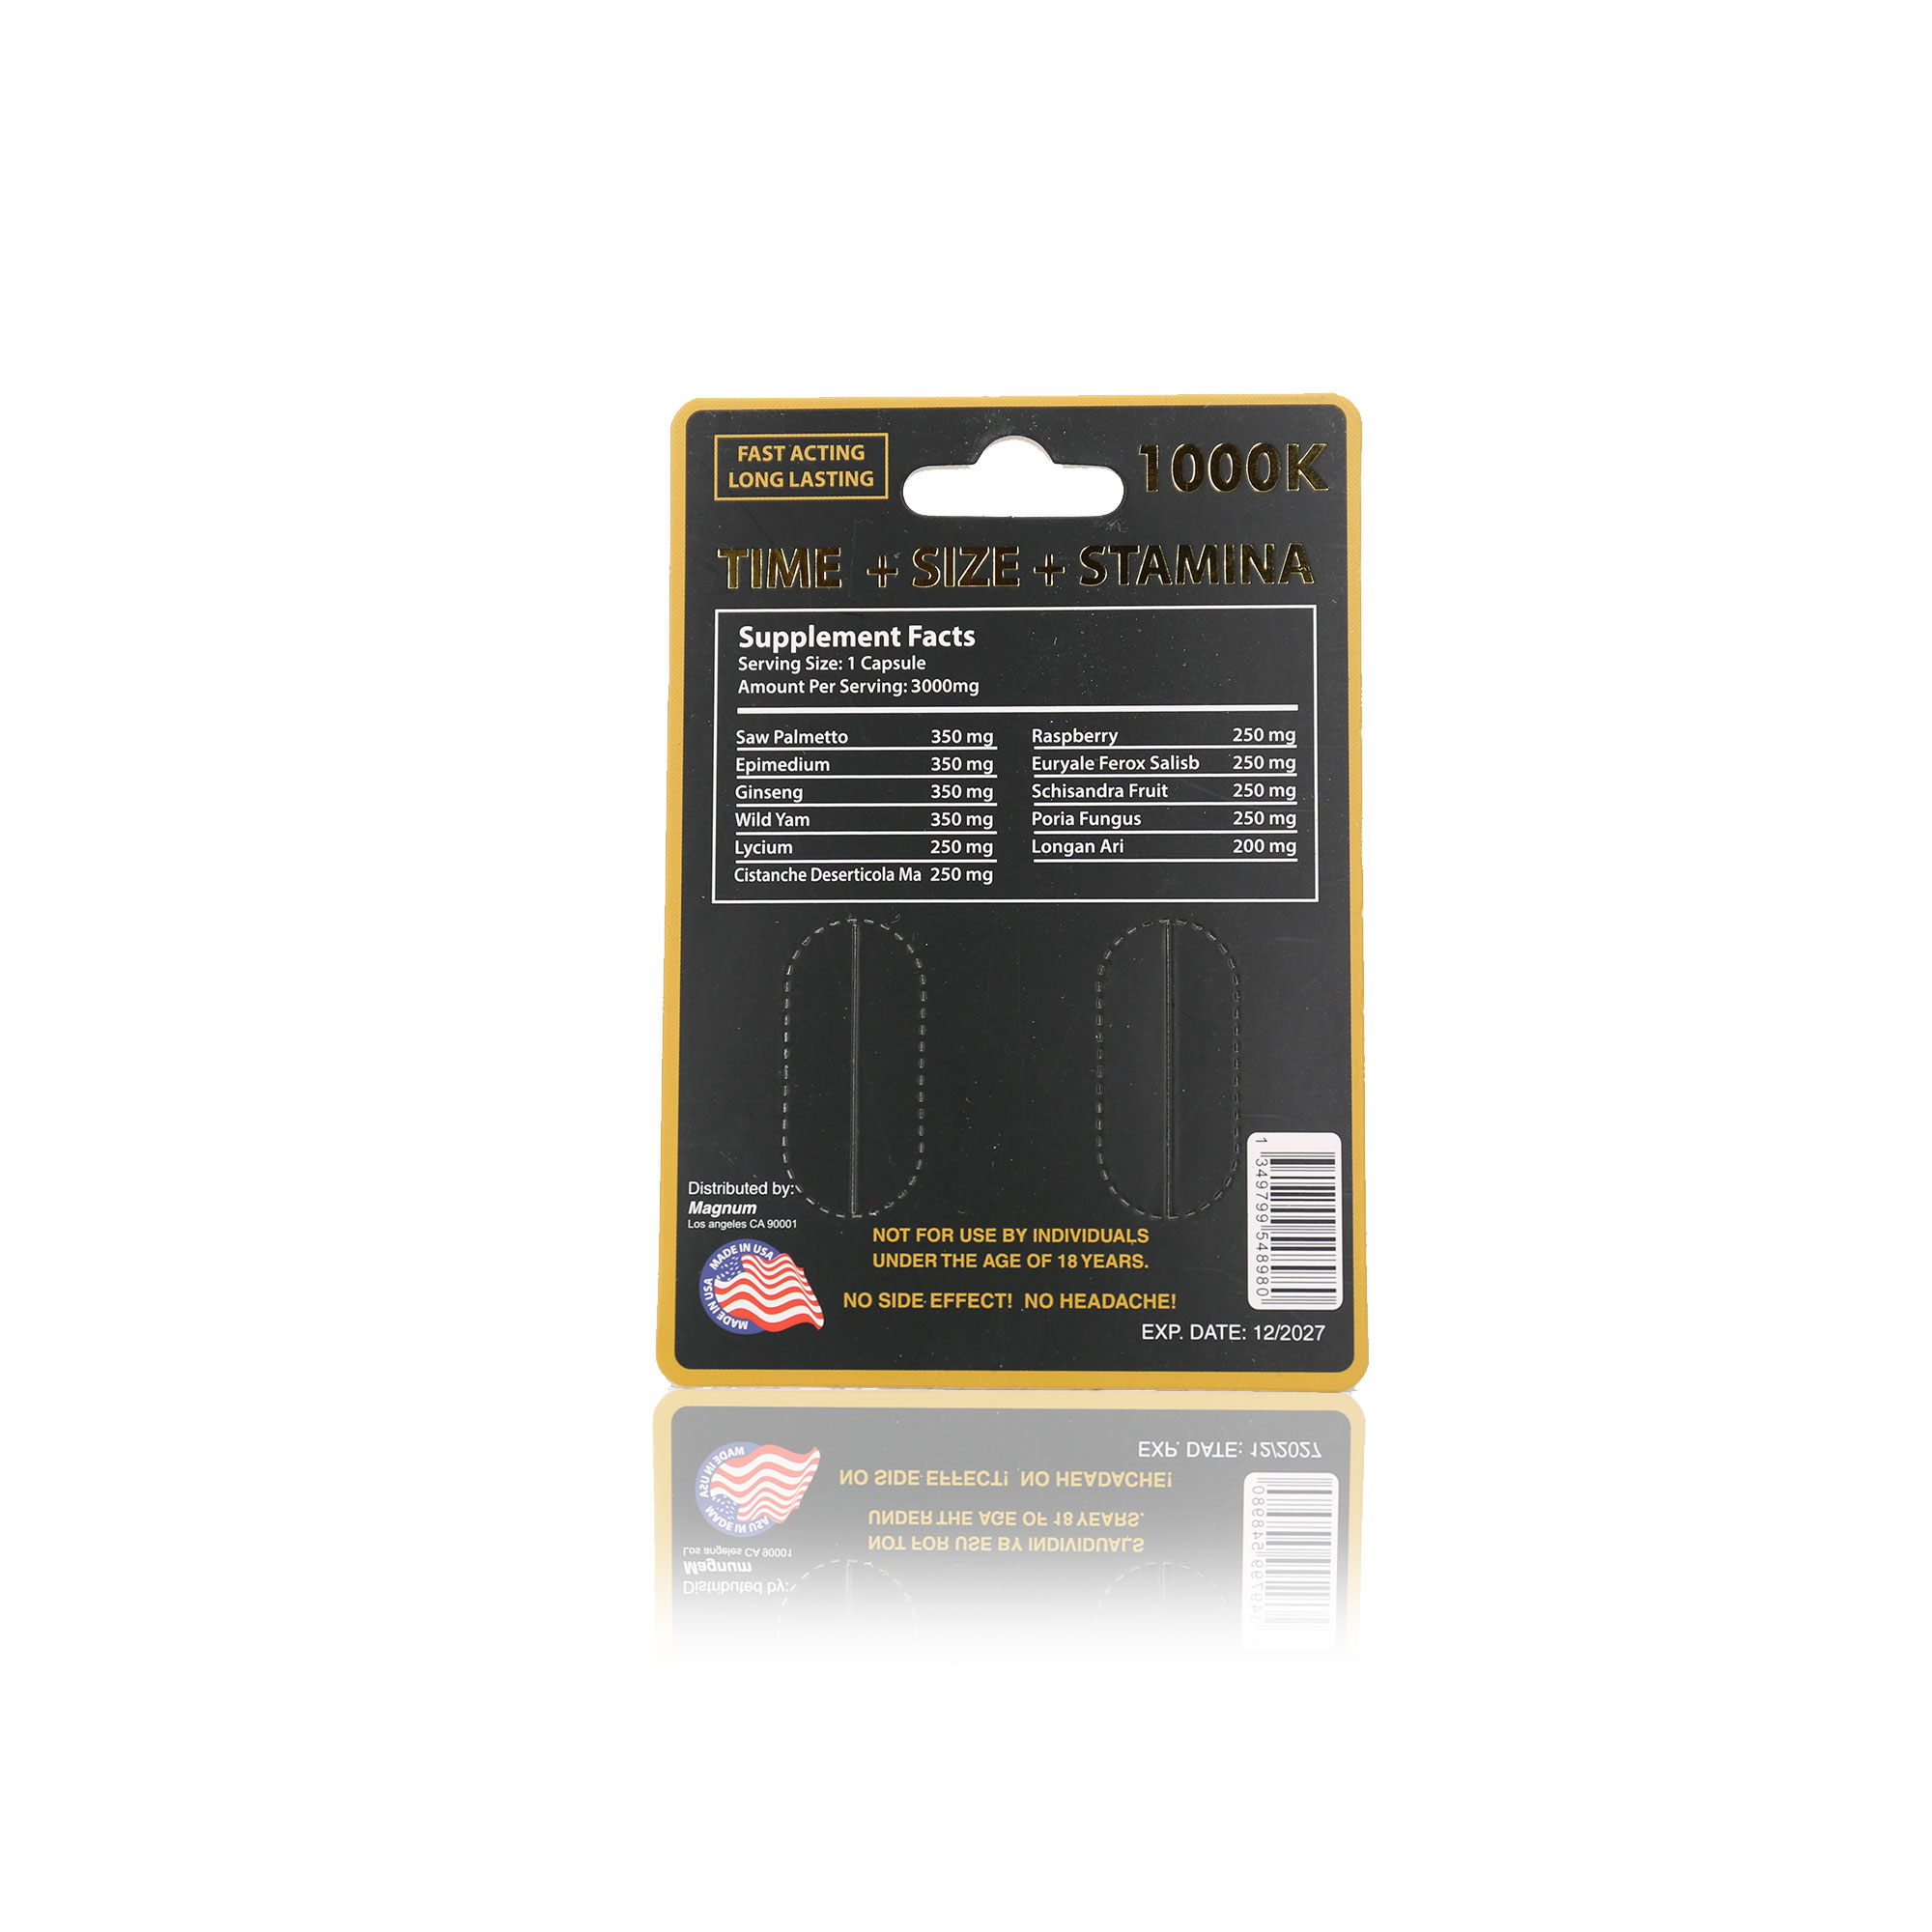 FAST ACTING
LONG LASTING
1000K
TIME + SIZE + STAMINA
Supplement Facts
Serving Size: 1 Capsule
Amount Per Serving: 3000mg
Saw Palmetto 350 mg
Epimedium 350 mg
Ginseng 350 mg
Wild Yam 350 mg
Lycium 250 mg
Cistanche Deserticola Ma 250 mg
Raspberry 250 mg
Euryale Ferox Salisb 250 mg
Schisandra Fruit 250 mg
Poria Fungus 250 mg
Longan Ari 200 mg
Distributed by:
Magnum
Los angeles CA 90001
MADE IN USA
MADE IN USA
NOT FOR USE BY INDIVIDUALS
UNDER THE AGE OF 18 YEARS.
NO SIDE EFFECT! NO HEADACHE!
1 34979954898 0
EXP. DATE: 12/2027